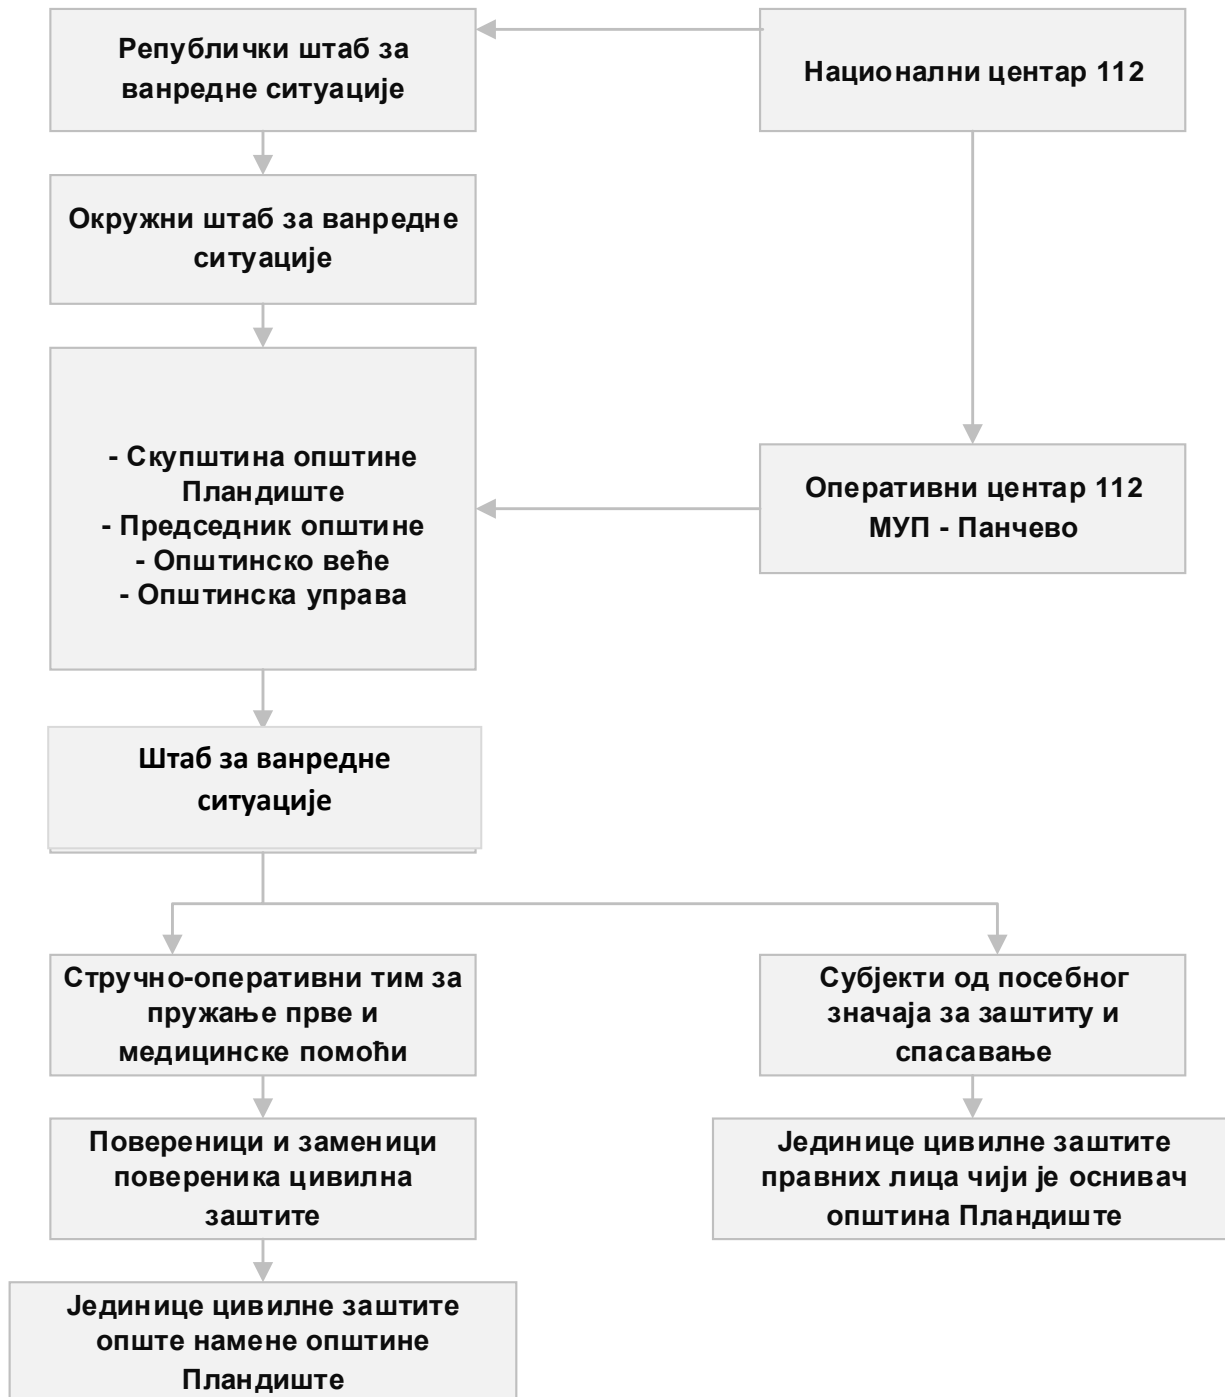 Републички штаб за
ванредне ситуације
Национални центар 112
Окружни штаб за ванредне
ситуације
- Скупштина општине
Пландиште
- Председник општине
- Општинско веће
- Општинска управа
Оперативни центар 112
МУП - Панчево
Штаб за ванредне
ситуације
Стручно-оперативни тим за
пружање прве и
медицинске помоћи
Субјекти од посебног
значаја за заштиту и
спасавање
Повереници и заменици
повереника цивилна
заштите
Јединице цивилне заштите
правних лица чији је оснивач
општина Пландиште
Јединице цивилне заштите
опште намене општине
Пландиште